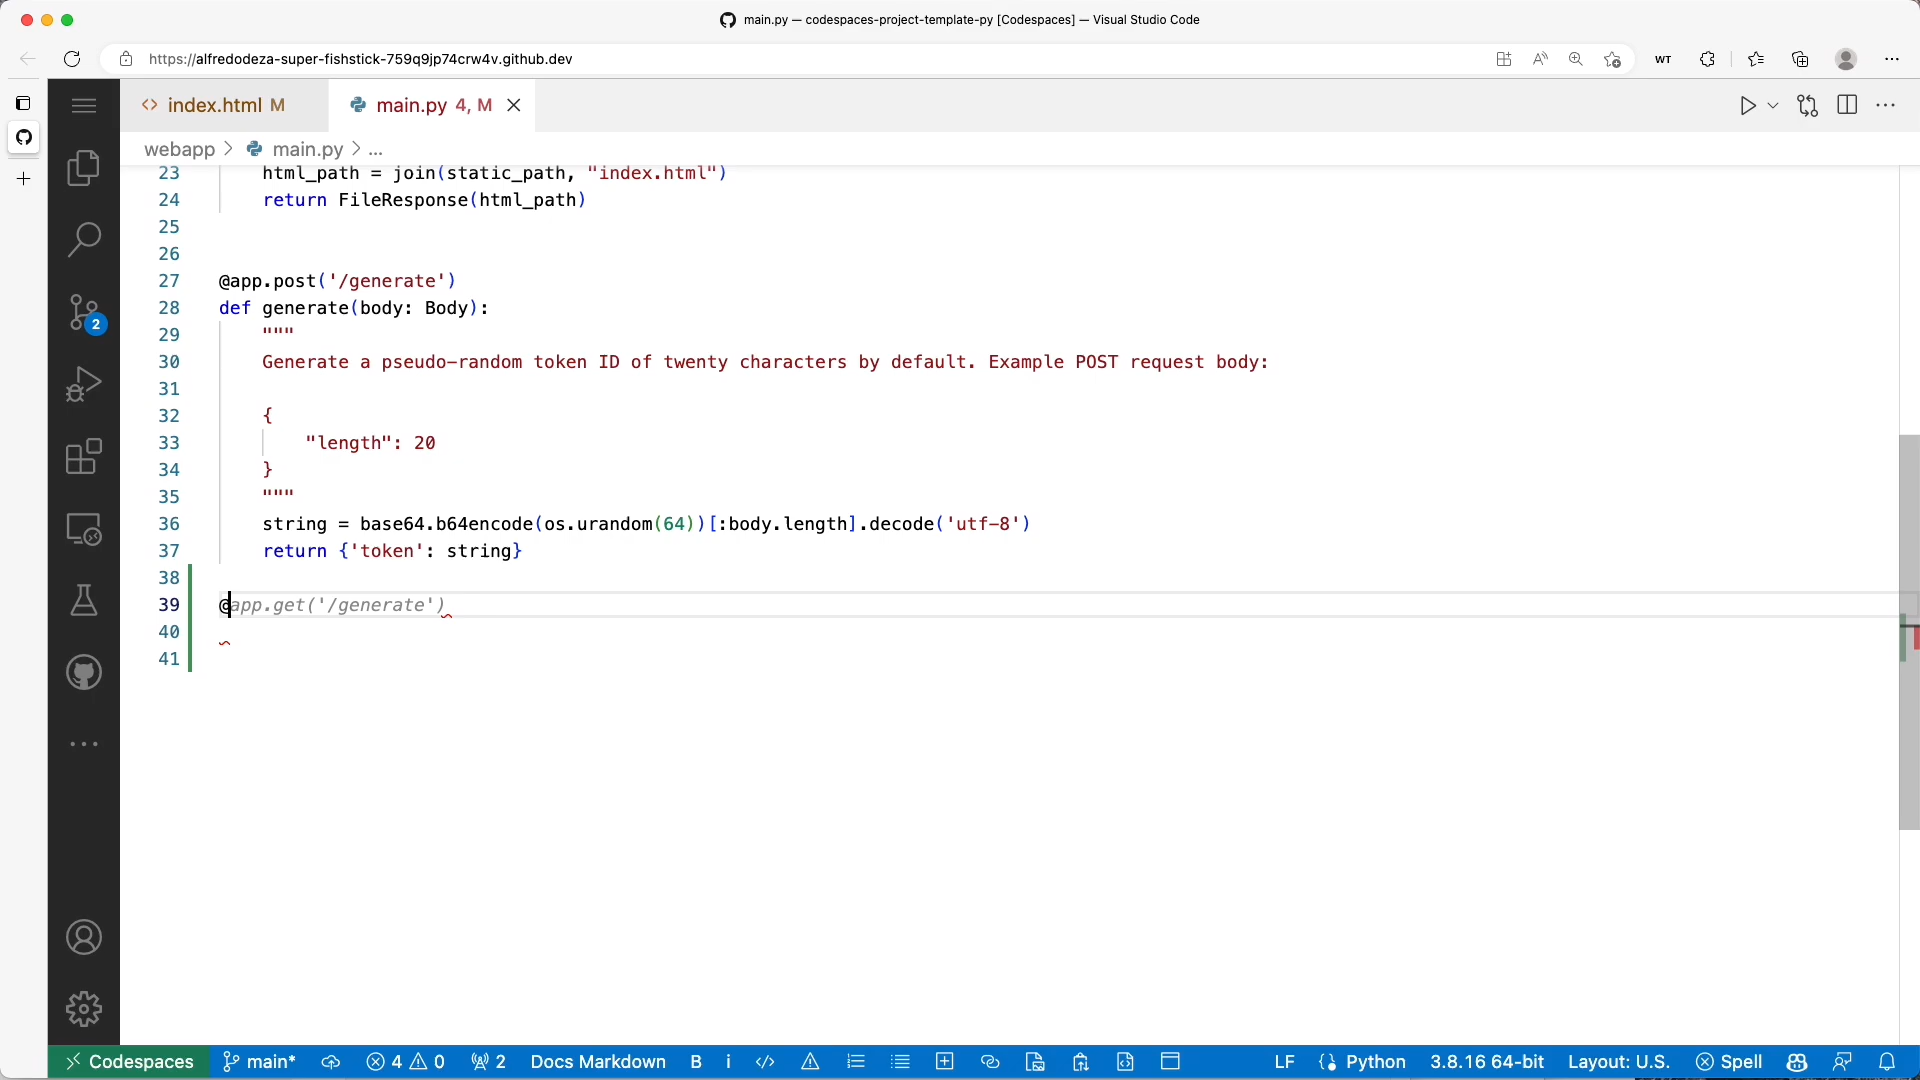 main.py — codespaces-project-template-py [Codespaces] — Visual Studio Code
https://alfredodeza-super-fishstick-759q9jp74crw4v.github.dev
WT
index.html M
main.py 4, M
webapp > main.py > ...
23 html_path = join(static_path, "index.html")
24 return FileResponse(html_path)
25
26
27 @app.post('/generate')
28 def generate(body: Body):
29 """
30 Generate a pseudo-random token ID of twenty characters by default. Example POST request body:
31
32 {
33 "length": 20
34 }
35 """
36 string = base64.b64encode(os.urandom(64))[:body.length].decode('utf-8')
37 return {'token': string}
38
39 @app.get('/generate')
40
41
2
Codespaces main* 4 0 2 Docs Markdown B i </> LF {} Python 3.8.16 64-bit Layout: U.S. Spell